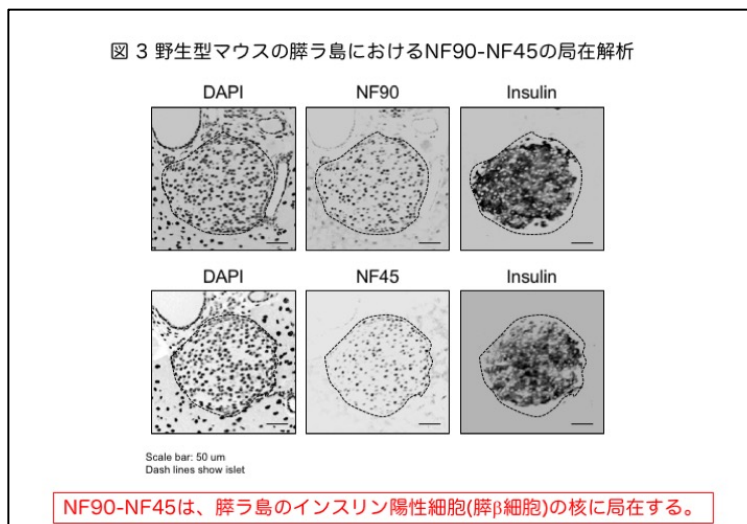 図 3 野生型マウスの膵ラ島におけるNF90-NF45の局在解析
DAPI NF90 Insulin
DAPI NF45 Insulin
Scale bar: 50 um
Dash lines show islet
NF90-NF45は、膵ラ島のインスリン陽性細胞(膵β細胞)の核に局在する。